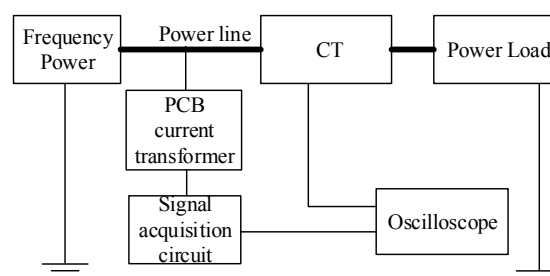 Frequency
Power
Power line
CT
Power Load
PCB
current
transformer
Signal
acquisition
circuit
Oscilloscope